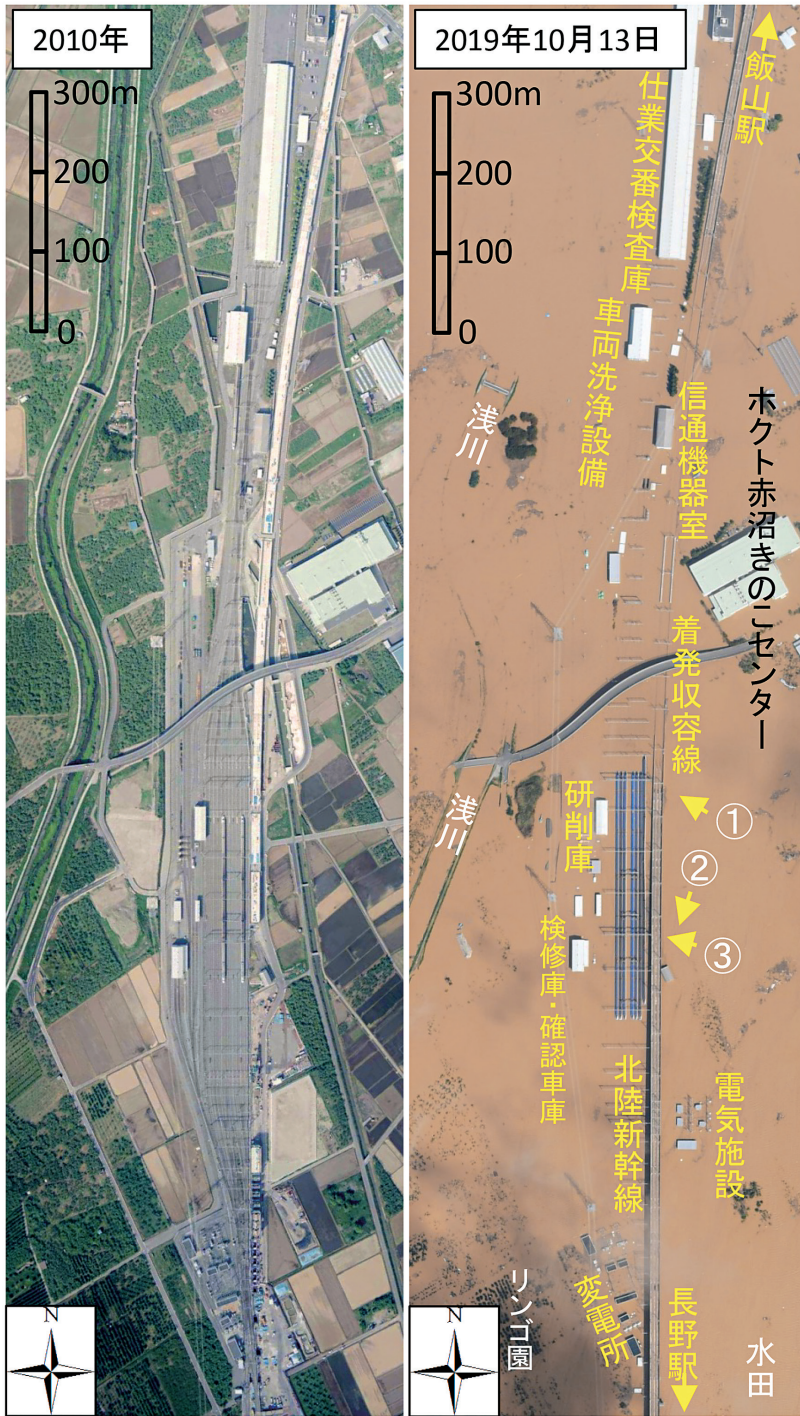 2010年
300m
200
100
0
N
2019年10月13日
300m
200
100
0
飯山駅
仕業交番検査庫
車両洗浄設備
浅川
信通機器室
ホクト赤沼きのこセンター
着発収容線
浅川
研削庫
①
②
③
検修庫・確認車庫
北陸新幹線
電気施設
変電所
リンゴ園
長野駅
水田
N